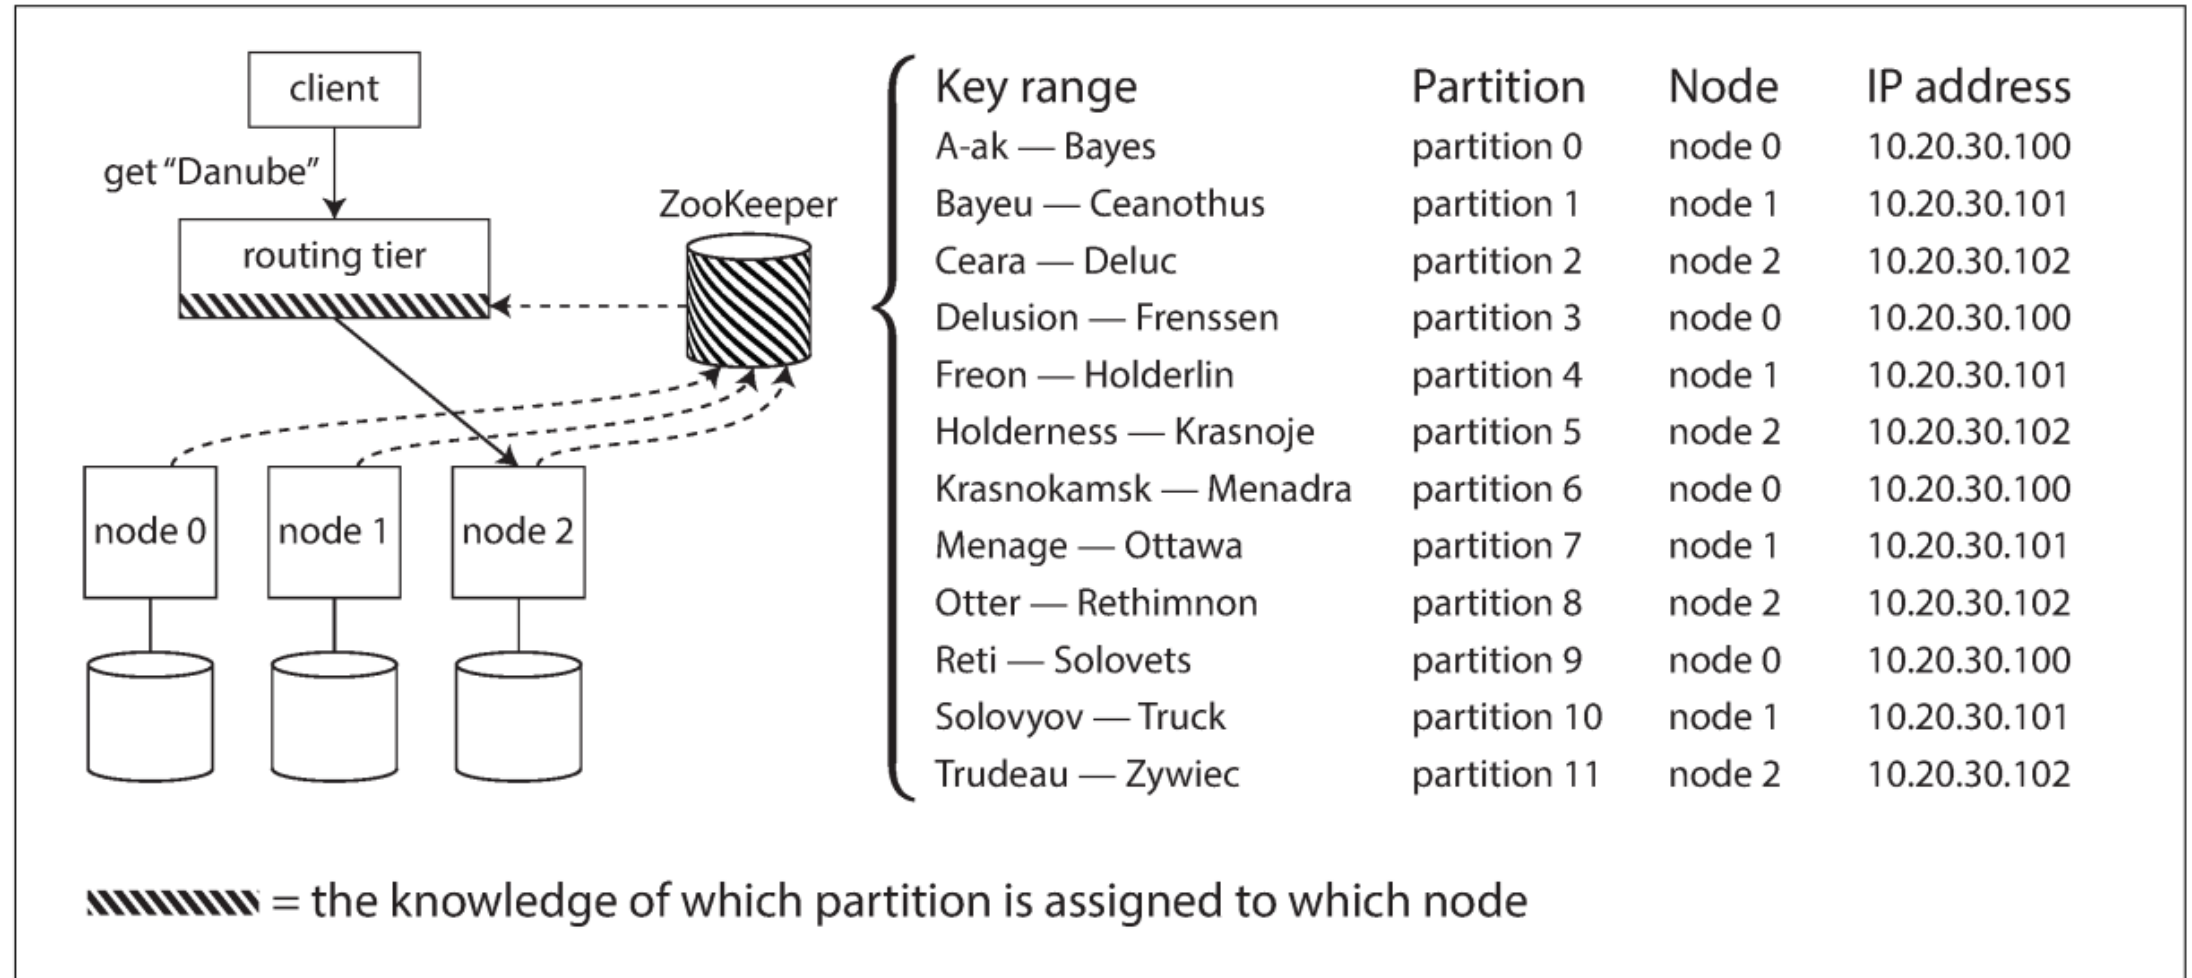 client
get “Danube”
routing tier
ZooKeeper
node 0
node 1
node 2
Key range Partition Node IP address
A-ak — Bayes partition 0 node 0 10.20.30.100
Bayeu — Ceanothus partition 1 node 1 10.20.30.101
Ceara — Deluc partition 2 node 2 10.20.30.102
Delusion — Frenssen partition 3 node 0 10.20.30.100
Freon — Holderlin partition 4 node 1 10.20.30.101
Holderness — Krasnoje partition 5 node 2 10.20.30.102
Krasnokamsk — Menadra partition 6 node 0 10.20.30.100
Menage — Ottawa partition 7 node 1 10.20.30.101
Otter — Rethimnon partition 8 node 2 10.20.30.102
Reti — Solovets partition 9 node 0 10.20.30.100
Solovyov — Truck partition 10 node 1 10.20.30.101
Trudeau — Zywiec partition 11 node 2 10.20.30.102
= the knowledge of which partition is assigned to which node